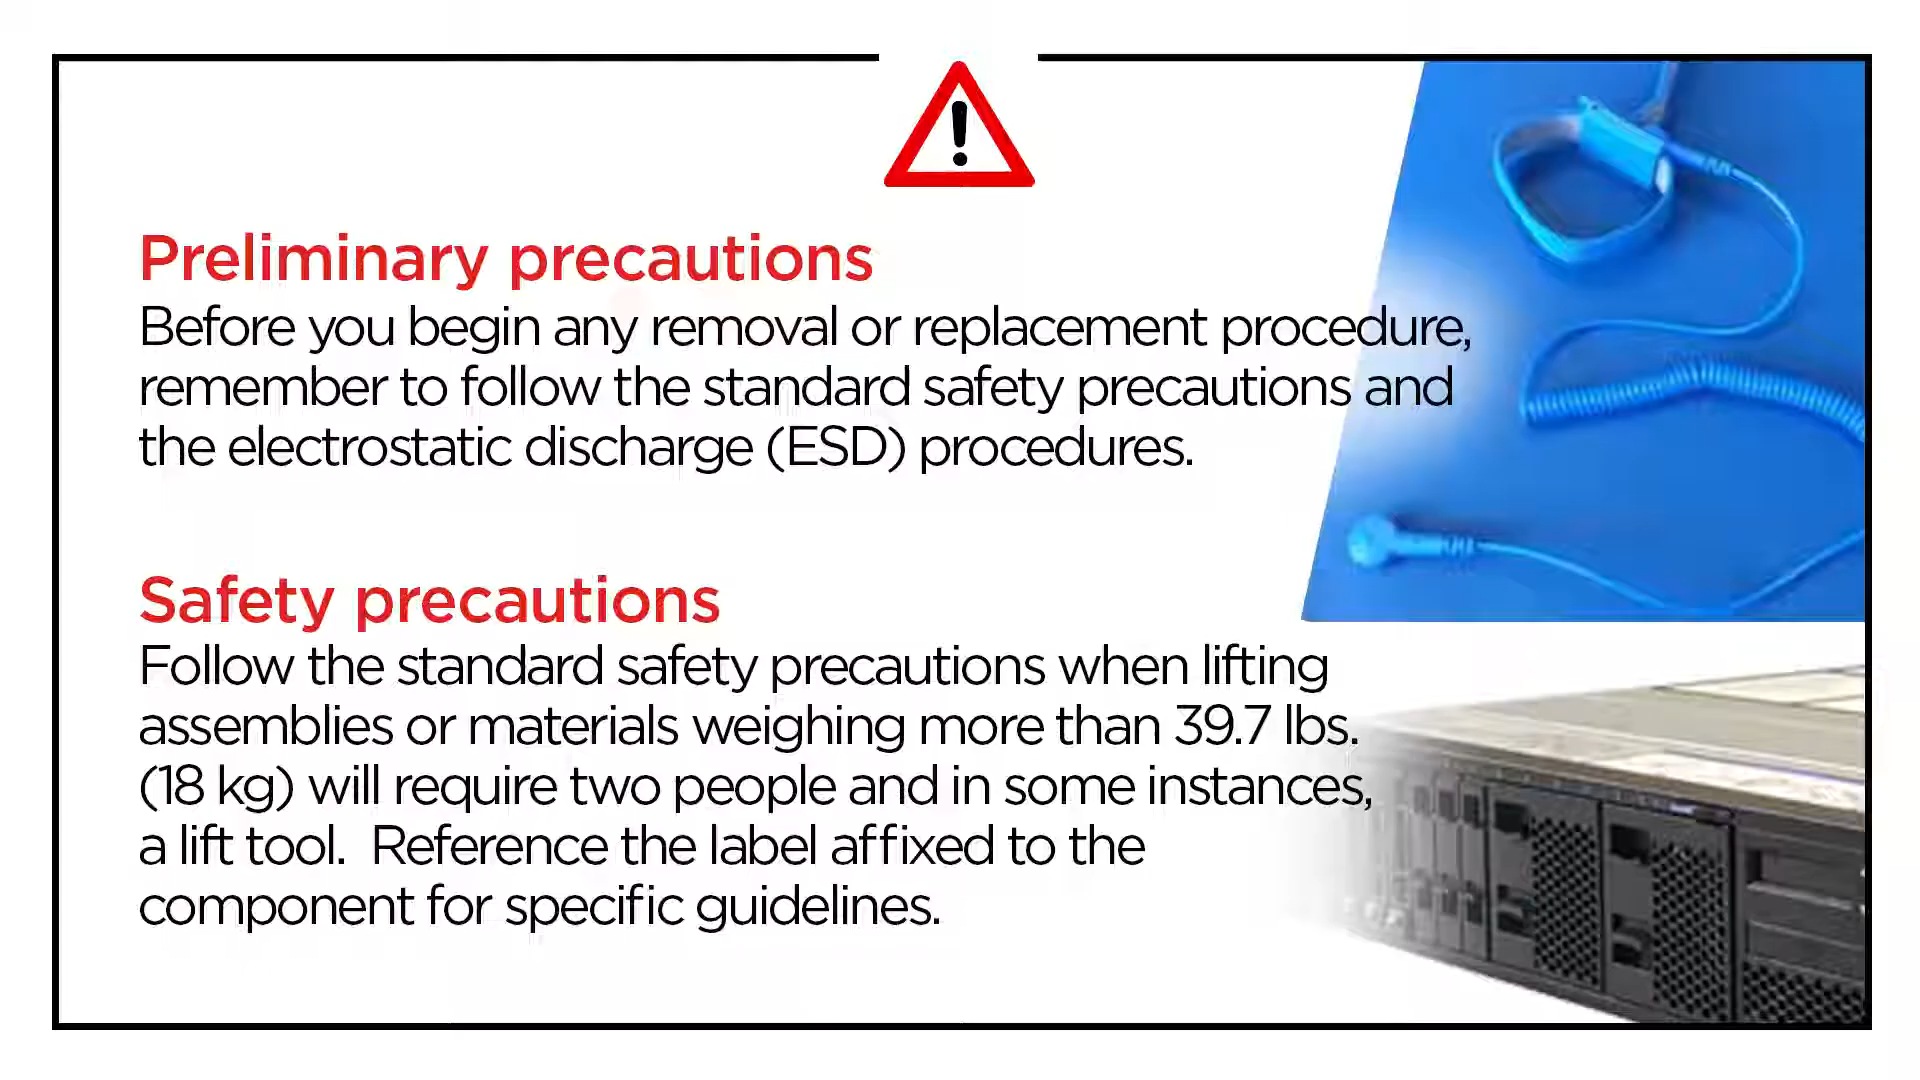 Preliminary precautions
Before you begin any removal or replacement procedure,
remember to follow the standard safety precautions and
the electrostatic discharge (ESD) procedures.
Safety precautions
Follow the standard safety precautions when lifting
assemblies or materials weighing more than 39.7 lbs.
(18 kg) will require two people and in some instances,
a lift tool.  Reference the label affixed to the
component for specific guidelines.